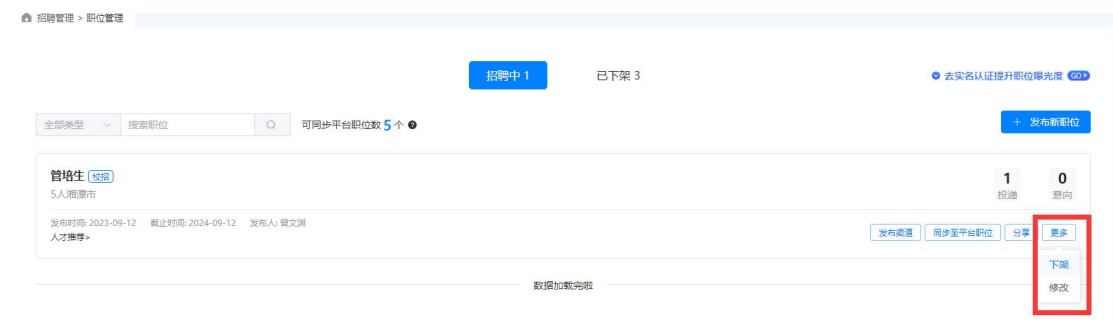 招聘管理 > 职位管理
招聘中 1 已下架 3 去实名认证提升职位曝光度 GO
全部类型 搜索职位 可同步平台职位数 5 个 + 发布新职位
管培生 校招 1 0
5人湘潭市 投递 意向
发布时间: 2023-09-12 截止时间: 2024-09-12 发布人: 曾文渊
人才推荐> 发布渠道 同步至平台职位 分享 更多
下架
修改
数据加载完啦